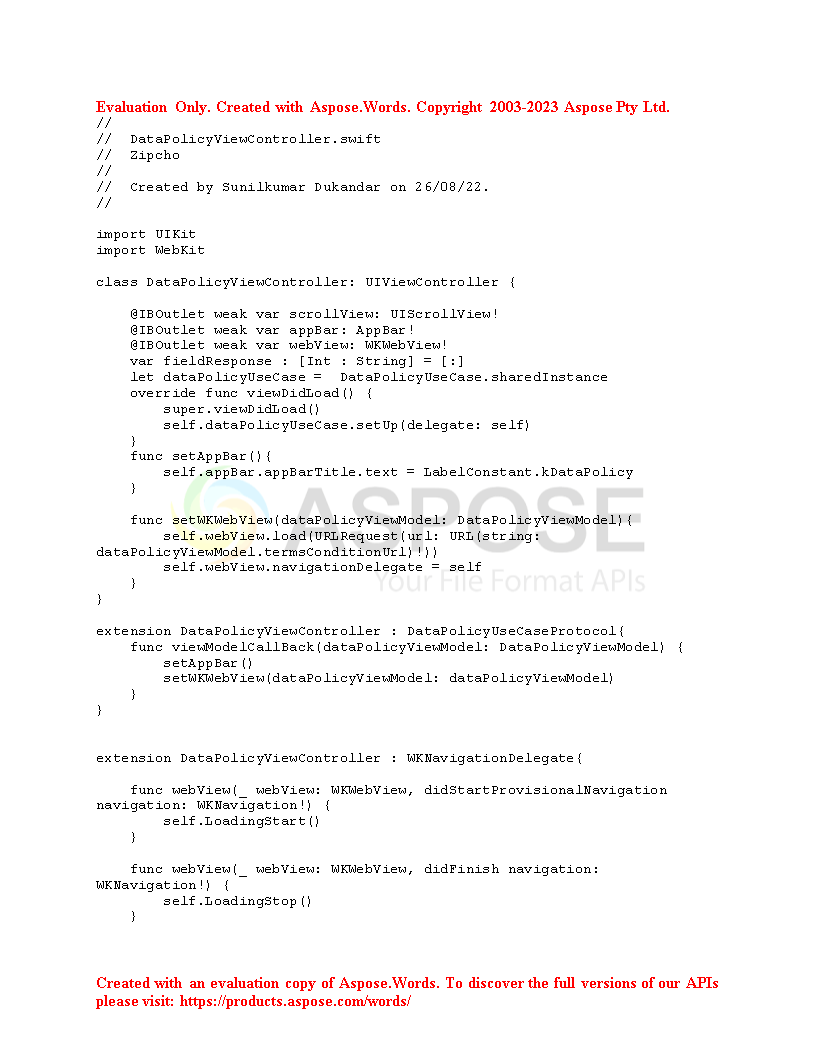 Evaluation Only. Created with Aspose.Words. Copyright 2003-2023 Aspose Pty Ltd.
//
//  DataPolicyViewController.swift
//  Zipcho
//
//  Created by Sunilkumar Dukandar on 26/08/22.
//

import UIKit
import WebKit

class DataPolicyViewController: UIViewController {

    @IBOutlet weak var scrollView: UIScrollView!
    @IBOutlet weak var appBar: AppBar!
    @IBOutlet weak var webView: WKWebView!
    var fieldResponse : [Int : String] = [:]
    let dataPolicyUseCase =  DataPolicyUseCase.sharedInstance
    override func viewDidLoad() {
        super.viewDidLoad()
        self.dataPolicyUseCase.setUp(delegate: self)
    }
    func setAppBar(){
        self.appBar.appBarTitle.text = LabelConstant.kDataPolicy
    }

    func setWKWebView(dataPolicyViewModel: DataPolicyViewModel){
        self.webView.load(URLRequest(url: URL(string:
dataPolicyViewModel.termsConditionUrl)!))
        self.webView.navigationDelegate = self
    }
}
ASPOSE
Your File Format APIs

extension DataPolicyViewController : DataPolicyUseCaseProtocol{
    func viewModelCallBack(dataPolicyViewModel: DataPolicyViewModel) {
        setAppBar()
        setWKWebView(dataPolicyViewModel: dataPolicyViewModel)
    }
}


extension DataPolicyViewController : WKNavigationDelegate{

    func webView(_ webView: WKWebView, didStartProvisionalNavigation
navigation: WKNavigation!) {
        self.LoadingStart()
    }

    func webView(_ webView: WKWebView, didFinish navigation:
WKNavigation!) {
        self.LoadingStop()
    }

Created with an evaluation copy of Aspose.Words. To discover the full versions of our APIs
please visit: https://products.aspose.com/words/